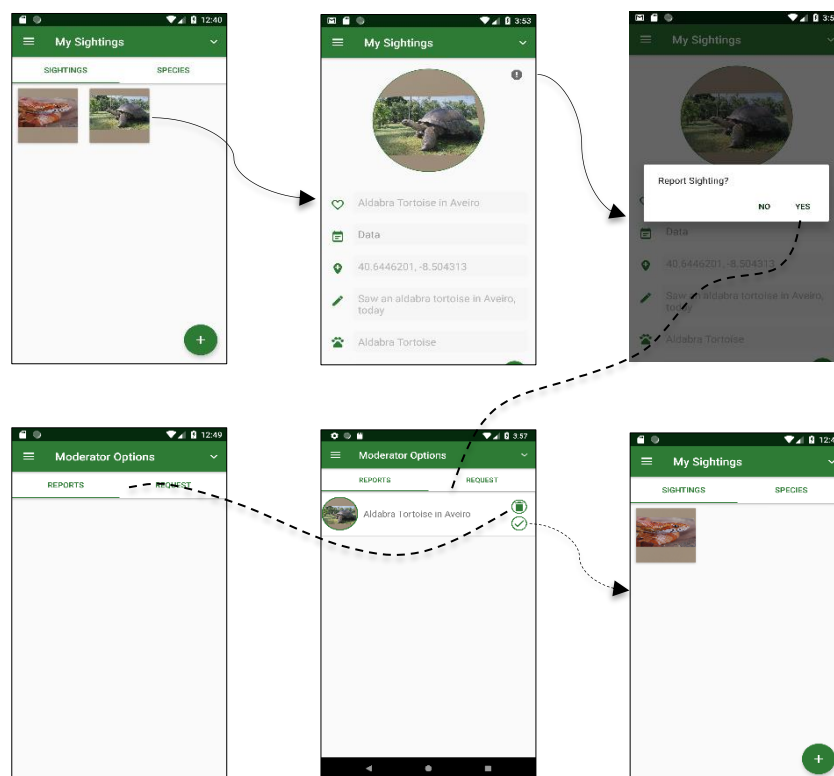 12:40
My Sightings
SIGHTINGS
SPECIES
3:53
My Sightings
Aldabra Tortoise in Aveiro
Data
40.6446201, -8.504313
Saw an aldabra tortoise in Aveiro,
today
Aldabra Tortoise
My Sightings
Report Sighting?
NO YES
Data
40.6446201, -8.504313
Saw an aldabra tortoise in Aveiro,
today
Aldabra Tortoise
12:49
Moderator Options
REPORTS
REQUEST
3:57
Moderator Options
REPORTS
REQUEST
Aldabra Tortoise in Aveiro
My Sightings
SIGHTINGS
SPECIES